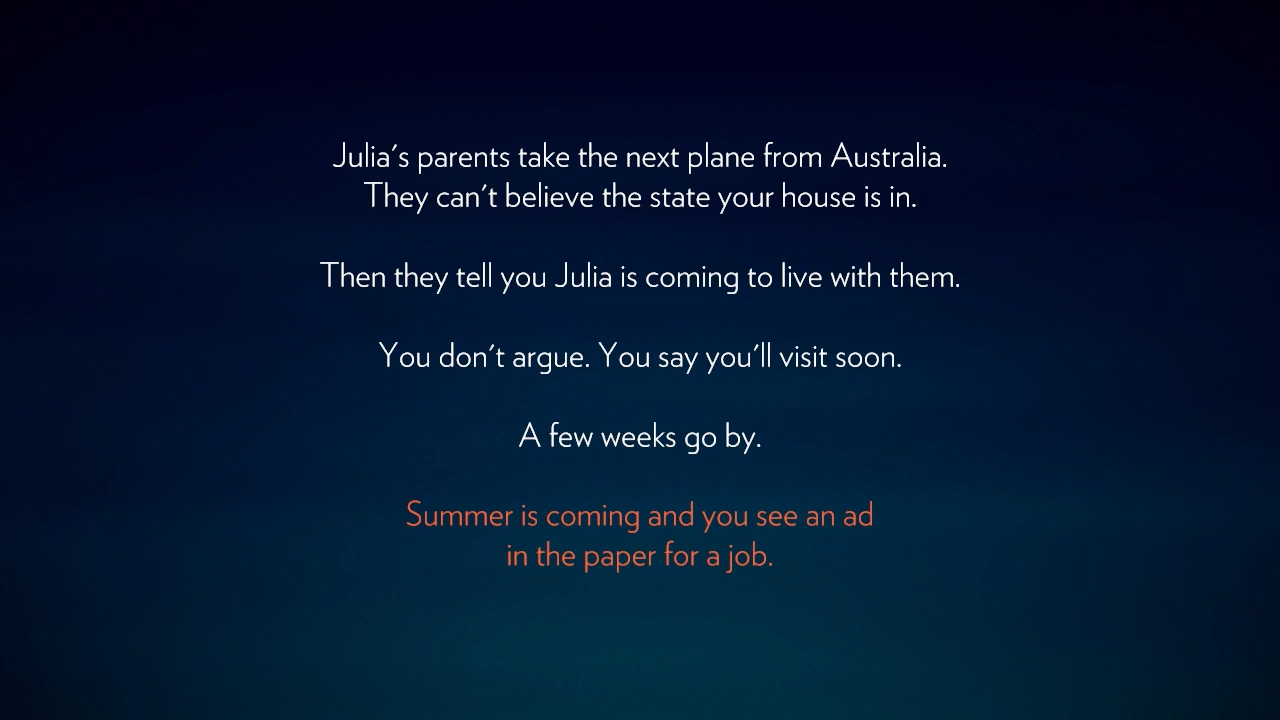 Julia's parents take the next plane from Australia.
They can't believe the state your house is in.
Then they tell you Julia is coming to live with them.
You don't argue. You say you'll visit soon.
A few weeks go by.
Summer is coming and you see an ad
in the paper for a job.